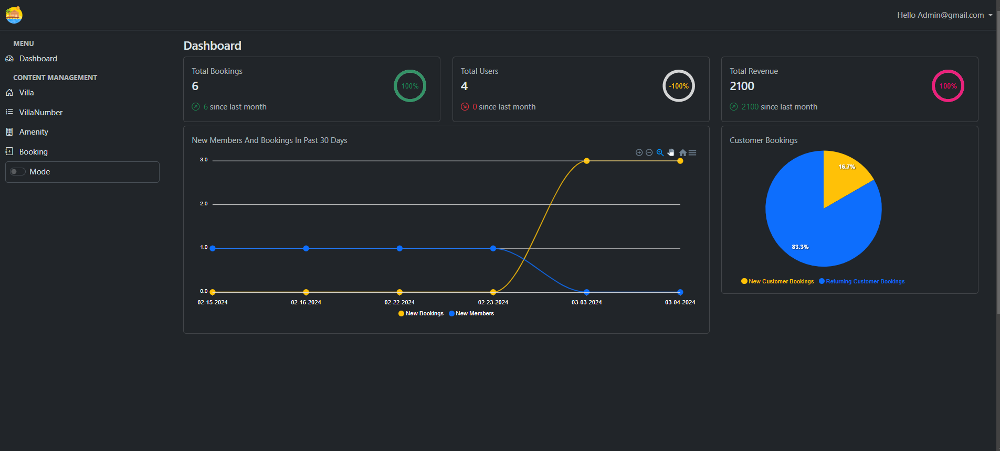 Hello Admin@gmail.com
MENU
Dashboard
CONTENT MANAGEMENT
Villa
VillaNumber
Amenity
Booking
Mode
Dashboard
Total Bookings
6
100%
6 since last month
Total Users
4
-100%
0 since last month
Total Revenue
2100
100%
2100 since last month
New Members And Bookings In Past 30 Days
3.0
2.0
1.0
0.0
02-15-2024 02-16-2024 02-22-2024 02-23-2024 03-03-2024 03-04-2024
New Bookings New Members
Customer Bookings
16.7%
83.3%
New Customer Bookings Returning Customer Bookings